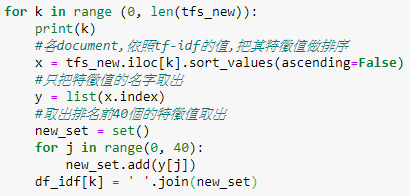 for k in range (0, len(tfs_new)):
    print(k)
    #各document,依照tf-idf的值,把其特徵值做排序
    x = tfs_new.iloc[k].sort_values(ascending=False)
    #只把特徵值的名字取出
    y = list(x.index)
    #取出排名前40個的特徵值取出
    new_set = set()
    for j in range(0, 40):
        new_set.add(y[j])
    df_idf[k] = ' '.join(new_set)